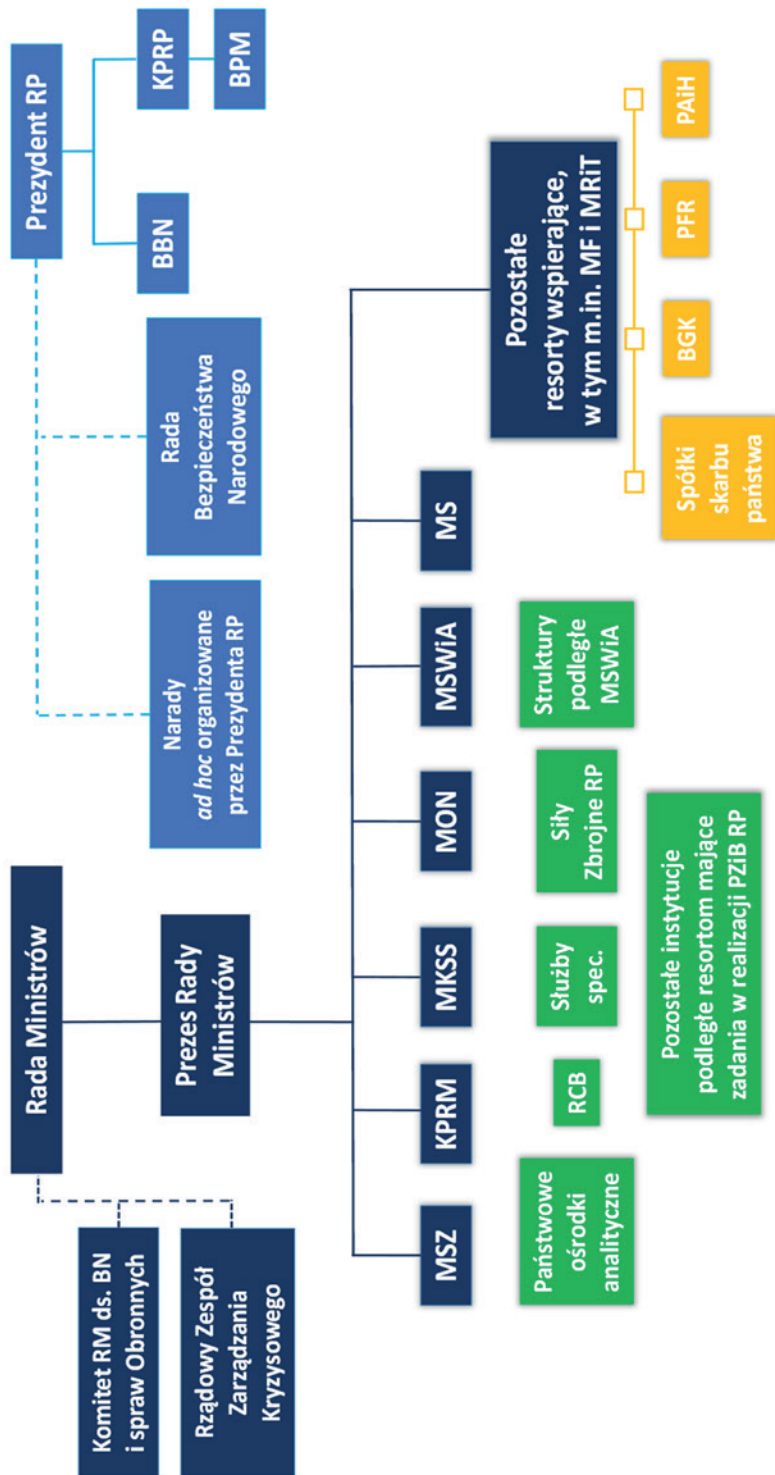 Rada Ministrów
Prezydent RP
Komitet RM ds. BN
i spraw Obronnych
Rządowy Zespół
Zarządzania
Kryzysowego
Prezes Rady
Ministrów
Narady
ad hoc organizowane
przez Prezydenta RP
Rada
Bezpieczeństwa
Narodowego
BBN
KPRP
BPM
MSZ
KPRM
MKSS
MON
MSWiA
MS
Pozostałe
resorty wspierające,
w tym m.in. MF i MRiT
Państwowe
ośrodki
analityczne
RCB
Służby
spec.
Siły
Zbrojne RP
Struktury
podległe
MSWiA
Pozostałe instytucje
podległe resortom mające
zadania w realizacji PZiB RP
Spółki
skarbu
państwa
BGK
PFR
PAiH